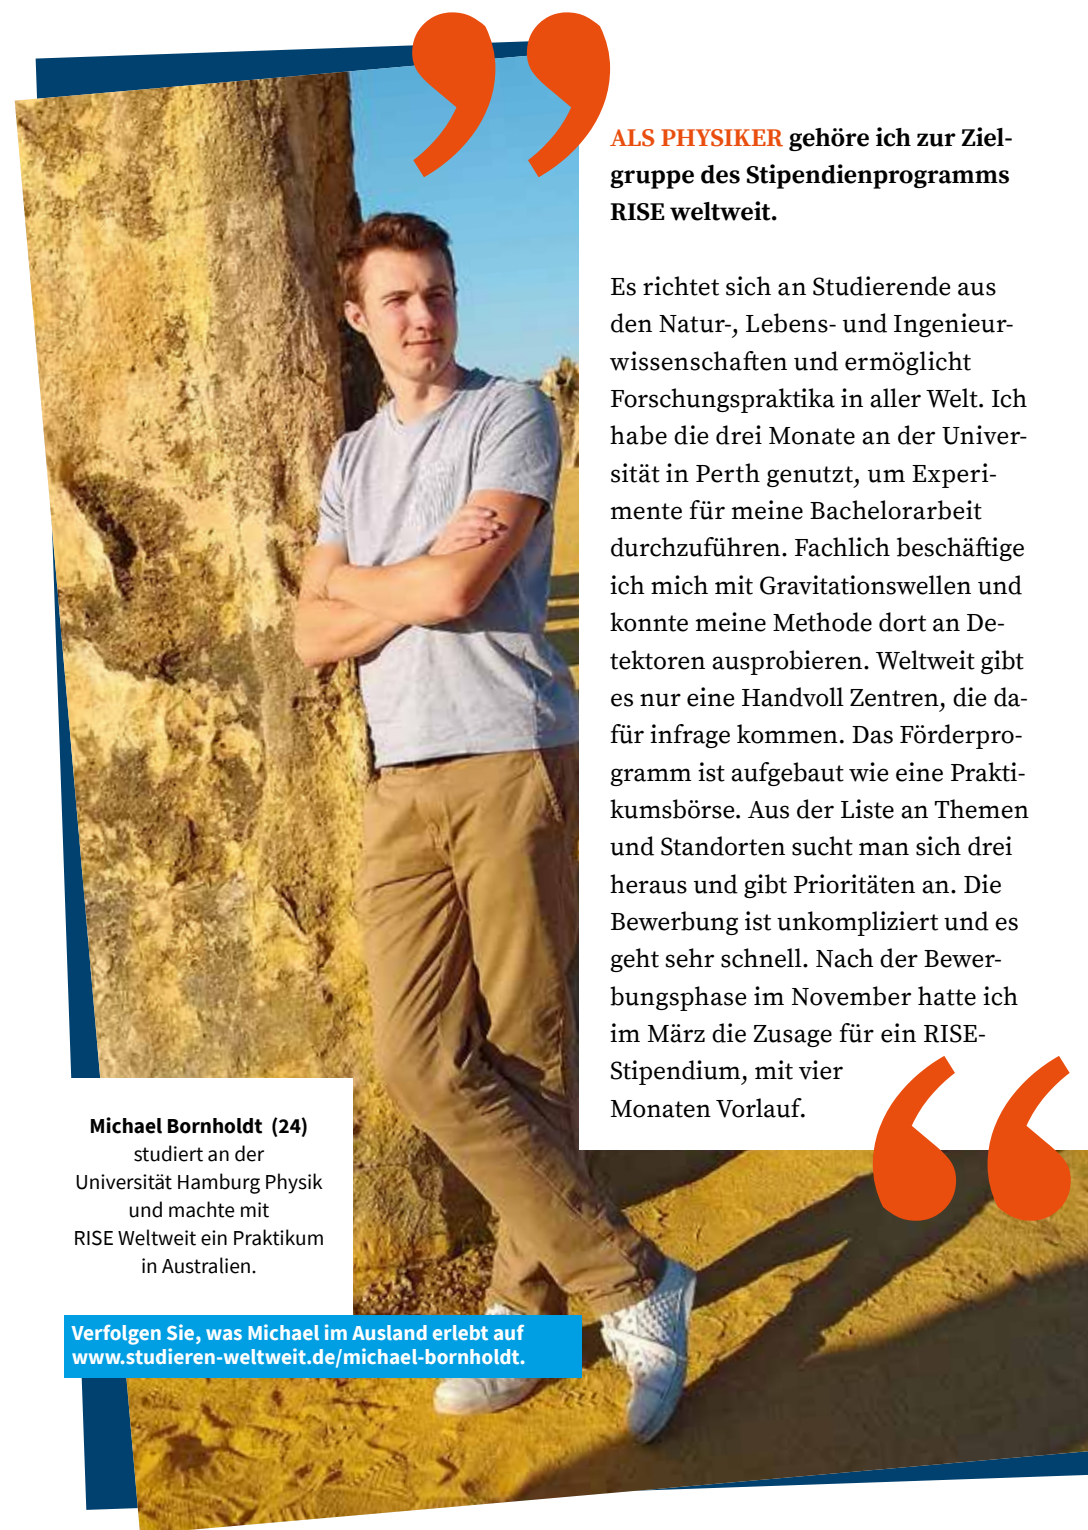 ALS PHYSIKER gehöre ich zur Ziel-
gruppe des Stipendienprogramms
RISE weltweit.
Es richtet sich an Studierende aus
den Natur-, Lebens- und Ingenieur-
wissenschaften und ermöglicht
Forschungspraktika in aller Welt. Ich
habe die drei Monate an der Univer-
sität in Perth genutzt, um Experi-
mente für meine Bachelorarbeit
durchzuführen. Fachlich beschäftige
ich mich mit Gravitationswellen und
konnte meine Methode dort an De-
tektoren ausprobieren. Weltweit gibt
es nur eine Handvoll Zentren, die da-
für infrage kommen. Das Förderpro-
gramm ist aufgebaut wie eine Prakti-
kumsbörse. Aus der Liste an Themen
und Standorten sucht man sich drei
heraus und gibt Prioritäten an. Die
Bewerbung ist unkompliziert und es
geht sehr schnell. Nach der Bewer-
bungsphase im November hatte ich
im März die Zusage für ein RISE-
Stipendium, mit vier
Monaten Vorlauf.
Michael Bornholdt (24)
studiert an der
Universität Hamburg Physik
und machte mit
RISE Weltweit ein Praktikum
in Australien.
Verfolgen Sie, was Michael im Ausland erlebt auf
www.studieren-weltweit.de/michael-bornholdt.